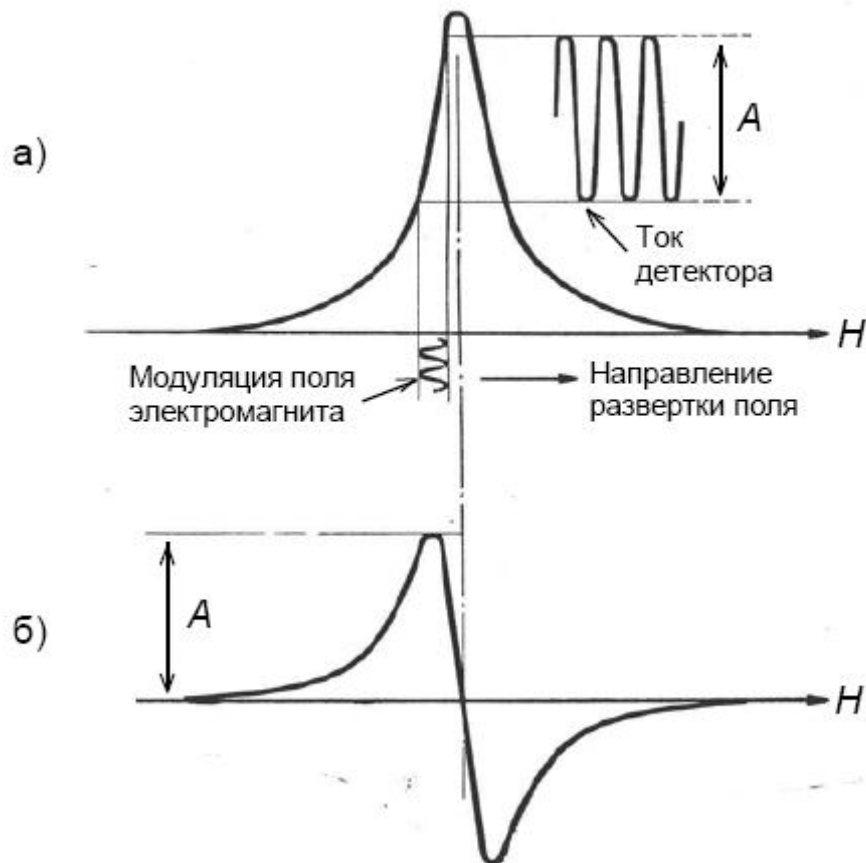 а)
A
Ток
детектора
H
Модуляция поля
электромагнита
Направление
развертки поля
A
б)
H